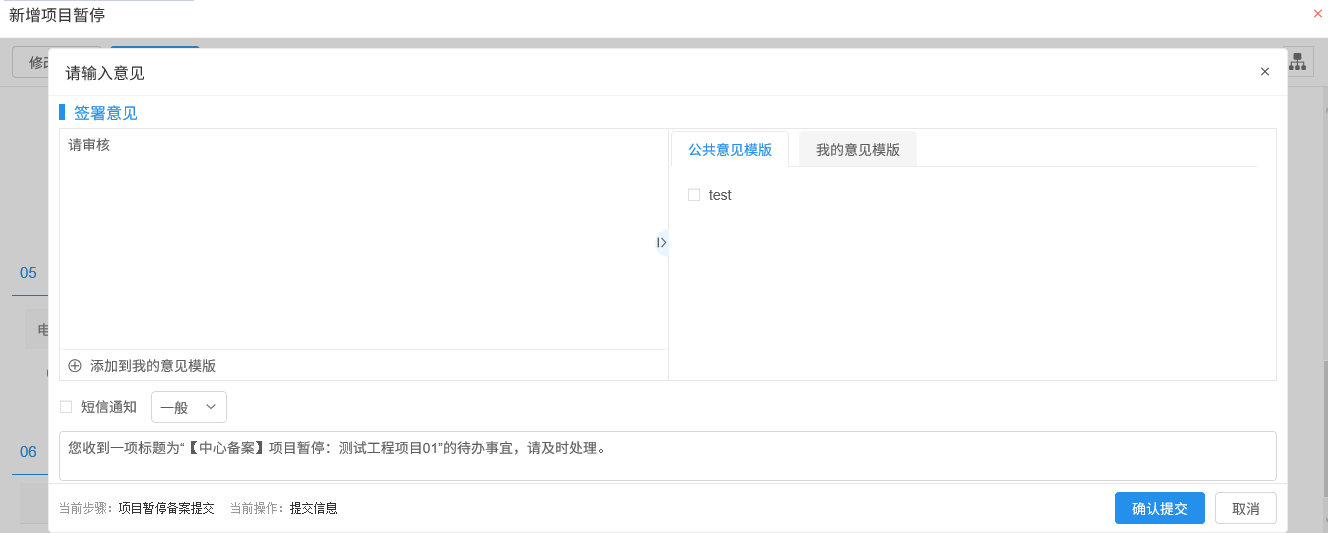 新增项目暂停
修改
请输入意见
签署意见
请审核
公共意见模版
我的意见模版
test
05
电
添加到我的意见模版
短信通知
一般
06
您收到一项标题为“【中心备案】项目暂停：测试工程项目01”的待办事宜，请及时处理。
当前步骤：项目暂停备案提交 当前操作：提交信息
确认提交
取消